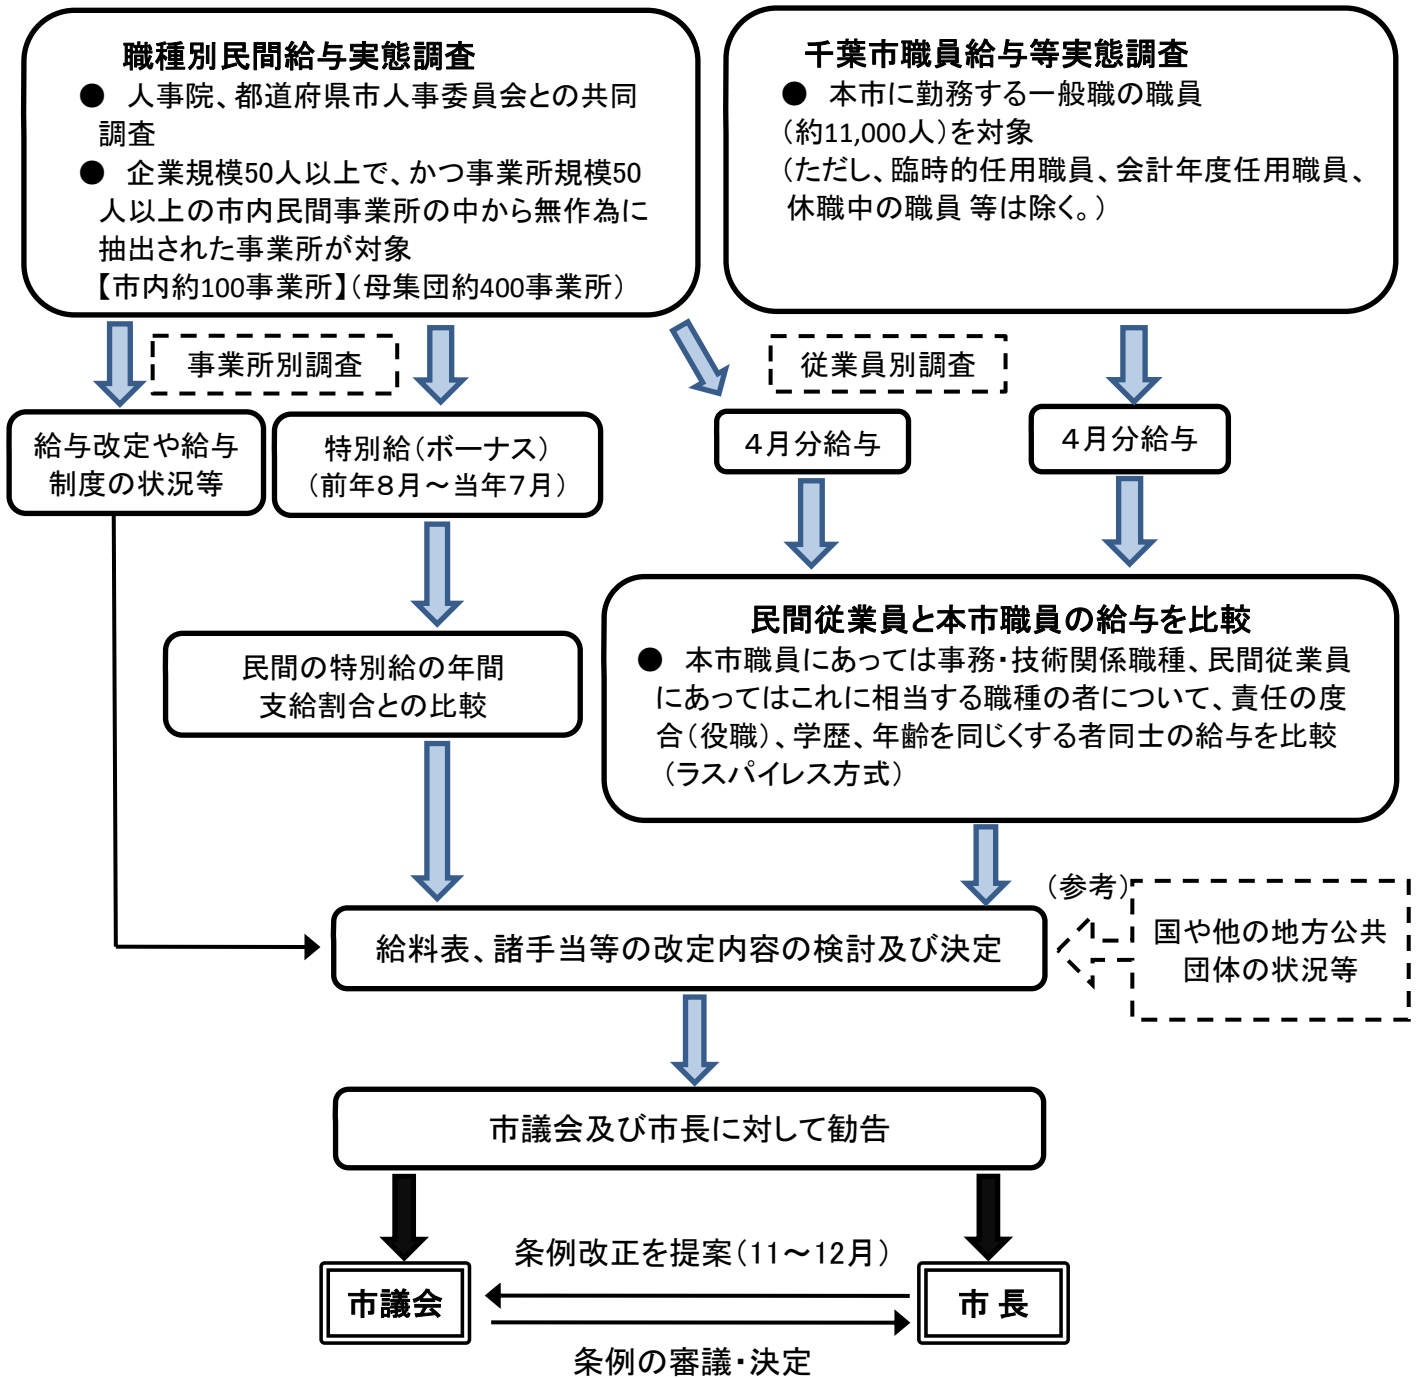 職種別民間給与実態調査
● 人事院、都道府県市人事委員会との共同
調査
● 企業規模50人以上で、かつ事業所規模50
人以上の市内民間事業所の中から無作為に
抽出された事業所が対象
【市内約100事業所】（母集団約400事業所）
千葉市職員給与等実態調査
● 本市に勤務する一般職の職員
（約11,000人）を対象
（ただし、臨時的任用職員、会計年度任用職員、
休職中の職員 等は除く。）
事業所別調査
従業員別調査
給与改定や給与
制度の状況等
特別給（ボーナス）
（前年８月～当年７月）
４月分給与
４月分給与
民間の特別給の年間
支給割合との比較
民間従業員と本市職員の給与を比較
● 本市職員にあっては事務・技術関係職種、民間従業員
にあってはこれに相当する職種の者について、責任の度
合（役職）、学歴、年齢を同じくする者同士の給与を比較
（ラスパイレス方式）
（参考）
国や他の地方公共
団体の状況等
給料表、諸手当等の改定内容の検討及び決定
市議会及び市長に対して勧告
条例改正を提案（11～12月）
市議会
市 長
条例の審議・決定